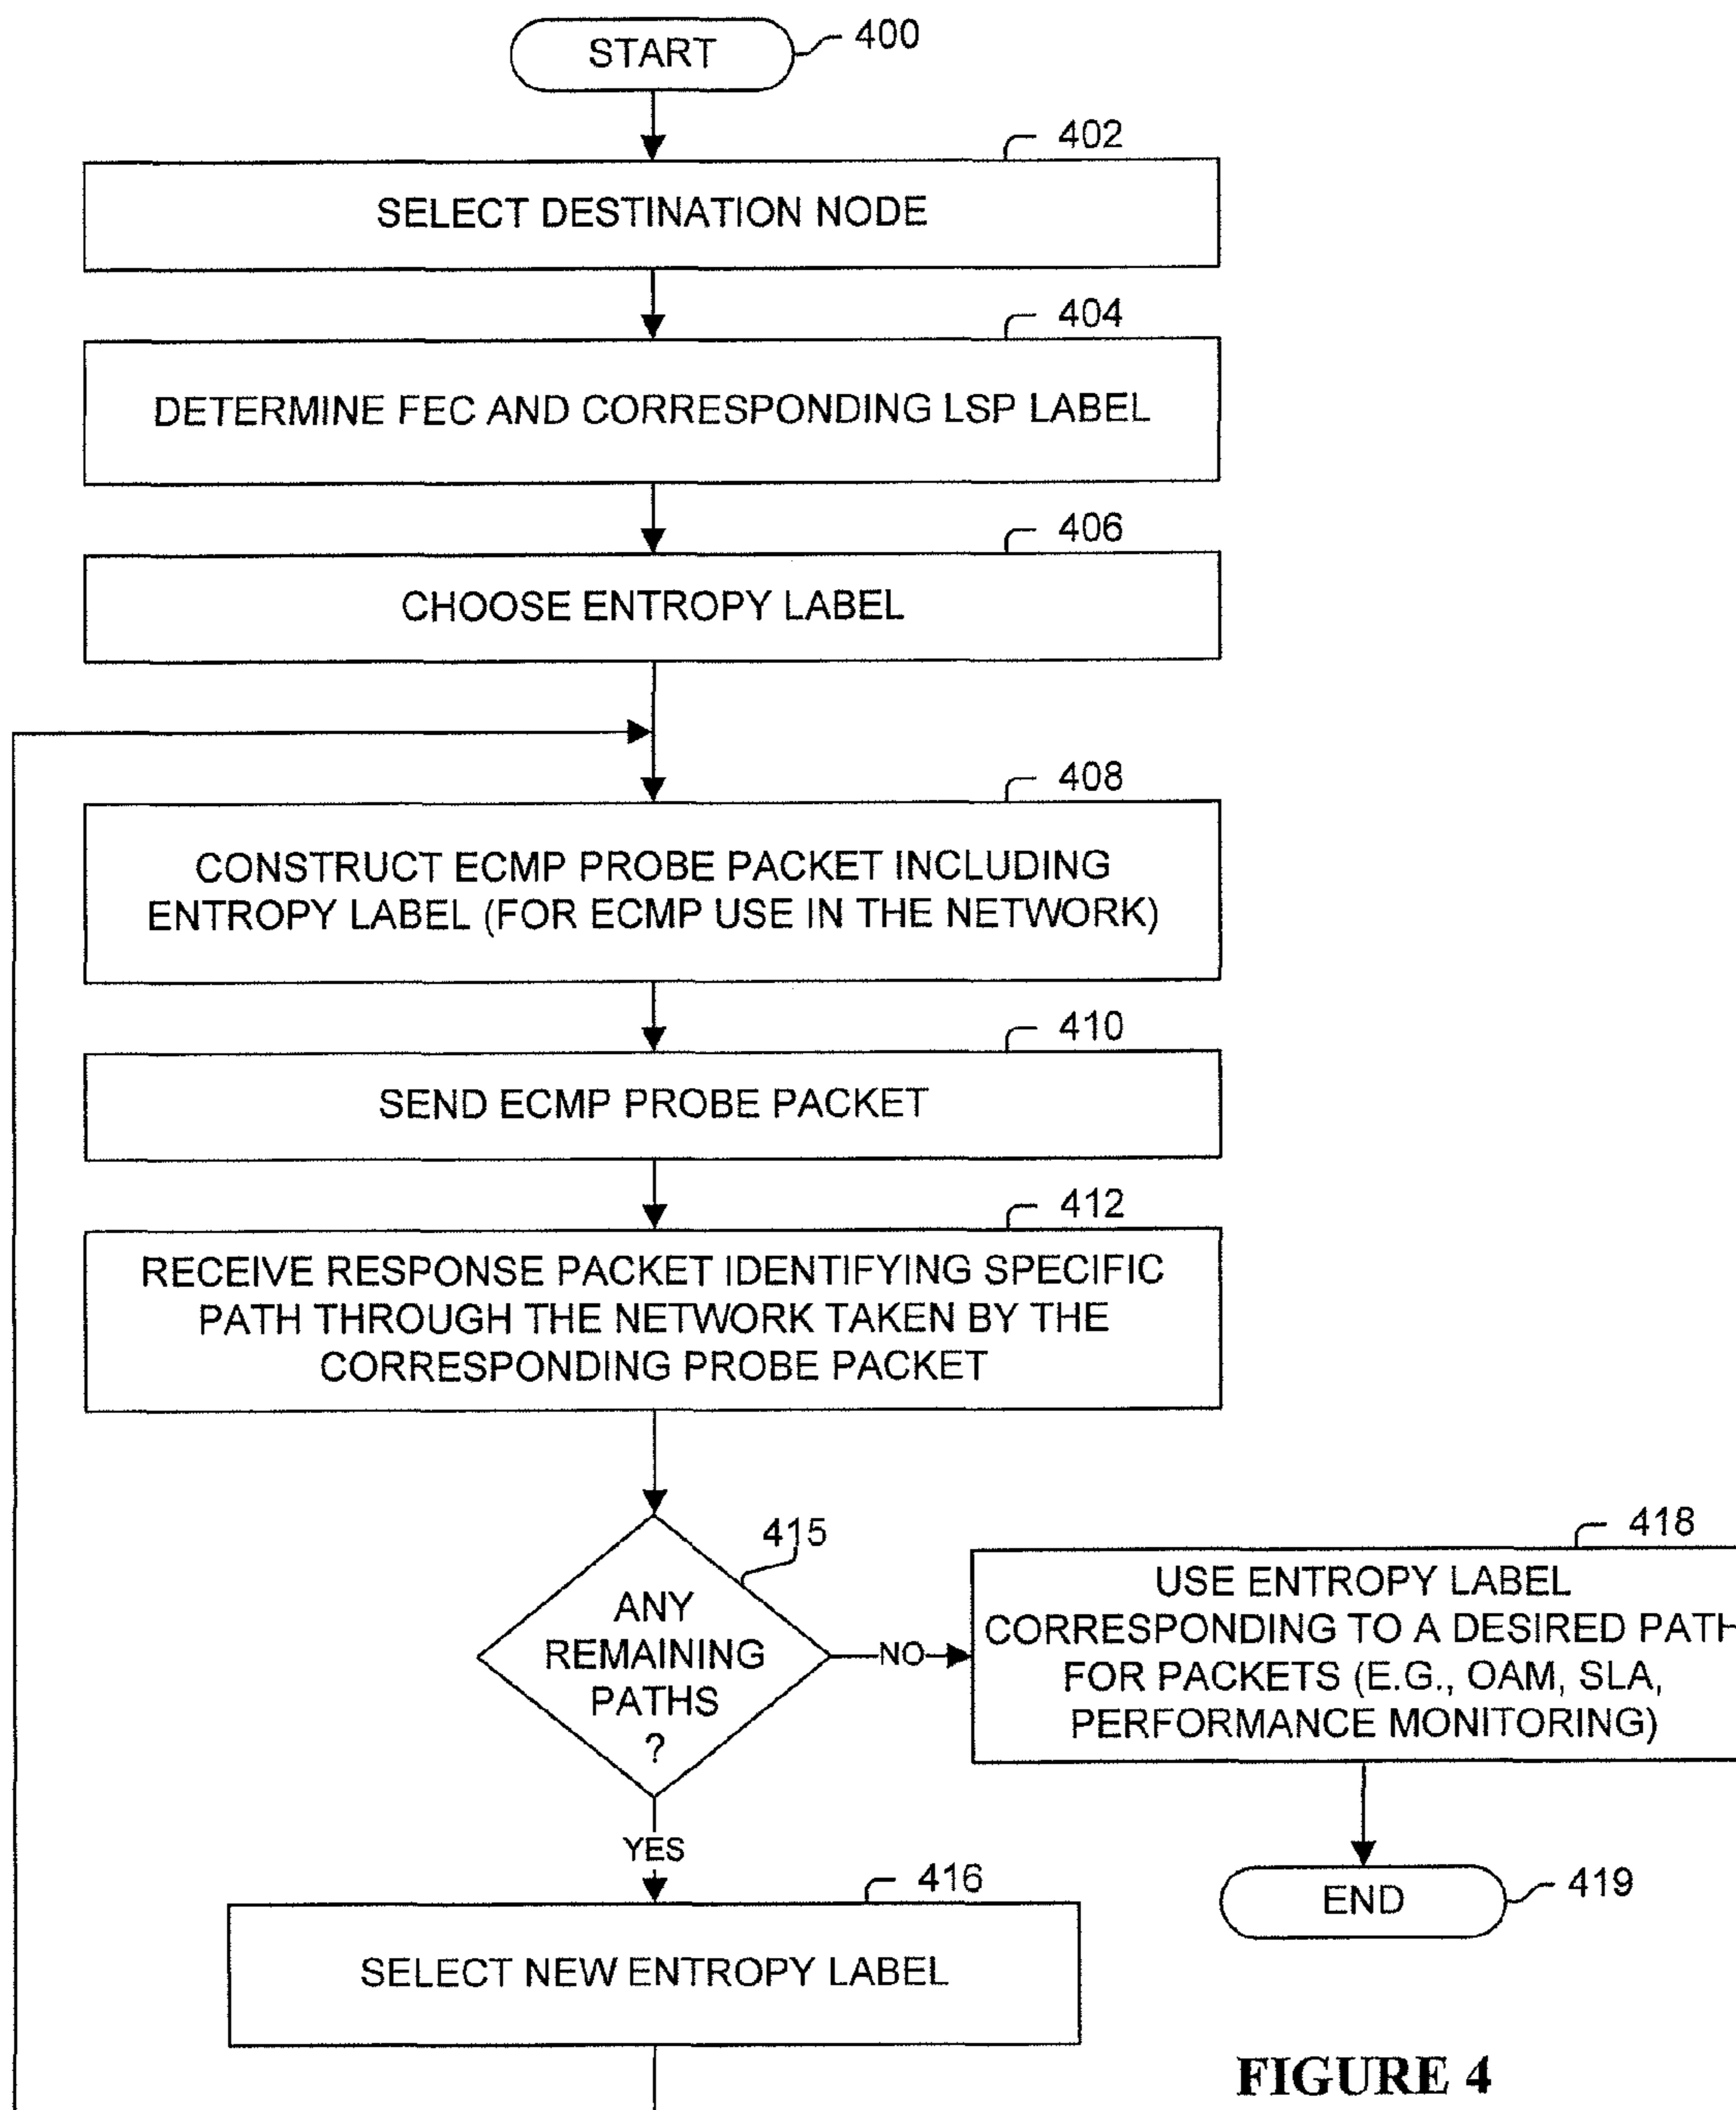 START
400
402
SELECT DESTINATION NODE
404
DETERMINE FEC AND CORRESPONDING LSP LABEL
406
CHOOSE ENTROPY LABEL
408
CONSTRUCT ECMP PROBE PACKET INCLUDING
ENTROPY LABEL (FOR ECMP USE IN THE NETWORK)
410
SEND ECMP PROBE PACKET
412
RECEIVE RESPONSE PACKET IDENTIFYING SPECIFIC
PATH THROUGH THE NETWORK TAKEN BY THE
CORRESPONDING PROBE PACKET
415
ANY
REMAINING
PATHS
?
NO
418
USE ENTROPY LABEL
CORRESPONDING TO A DESIRED PATH
FOR PACKETS (E.G., OAM, SLA,
PERFORMANCE MONITORING)
YES
416
SELECT NEW ENTROPY LABEL
END
419
FIGURE 4